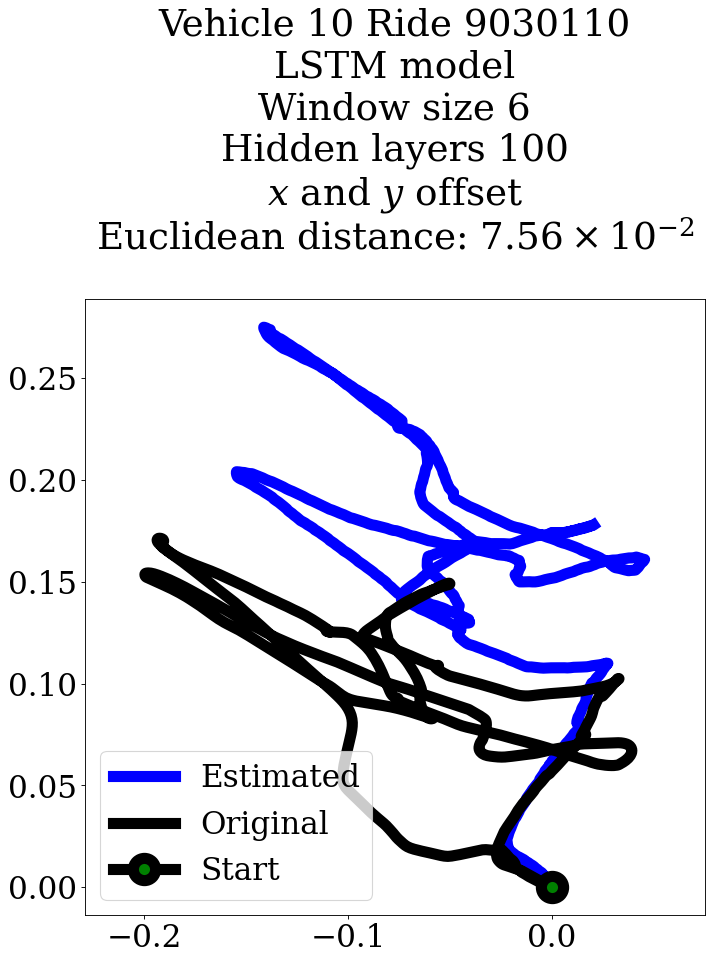 Vehicle 10 Ride 9030110
LSTM model
Window size 6
Hidden layers 100
x and y offset
Euclidean distance: 7.56 × 10⁻²
0.25
0.20
0.15
0.10
0.05
0.00
Estimated
Original
Start
−0.2
−0.1
0.0